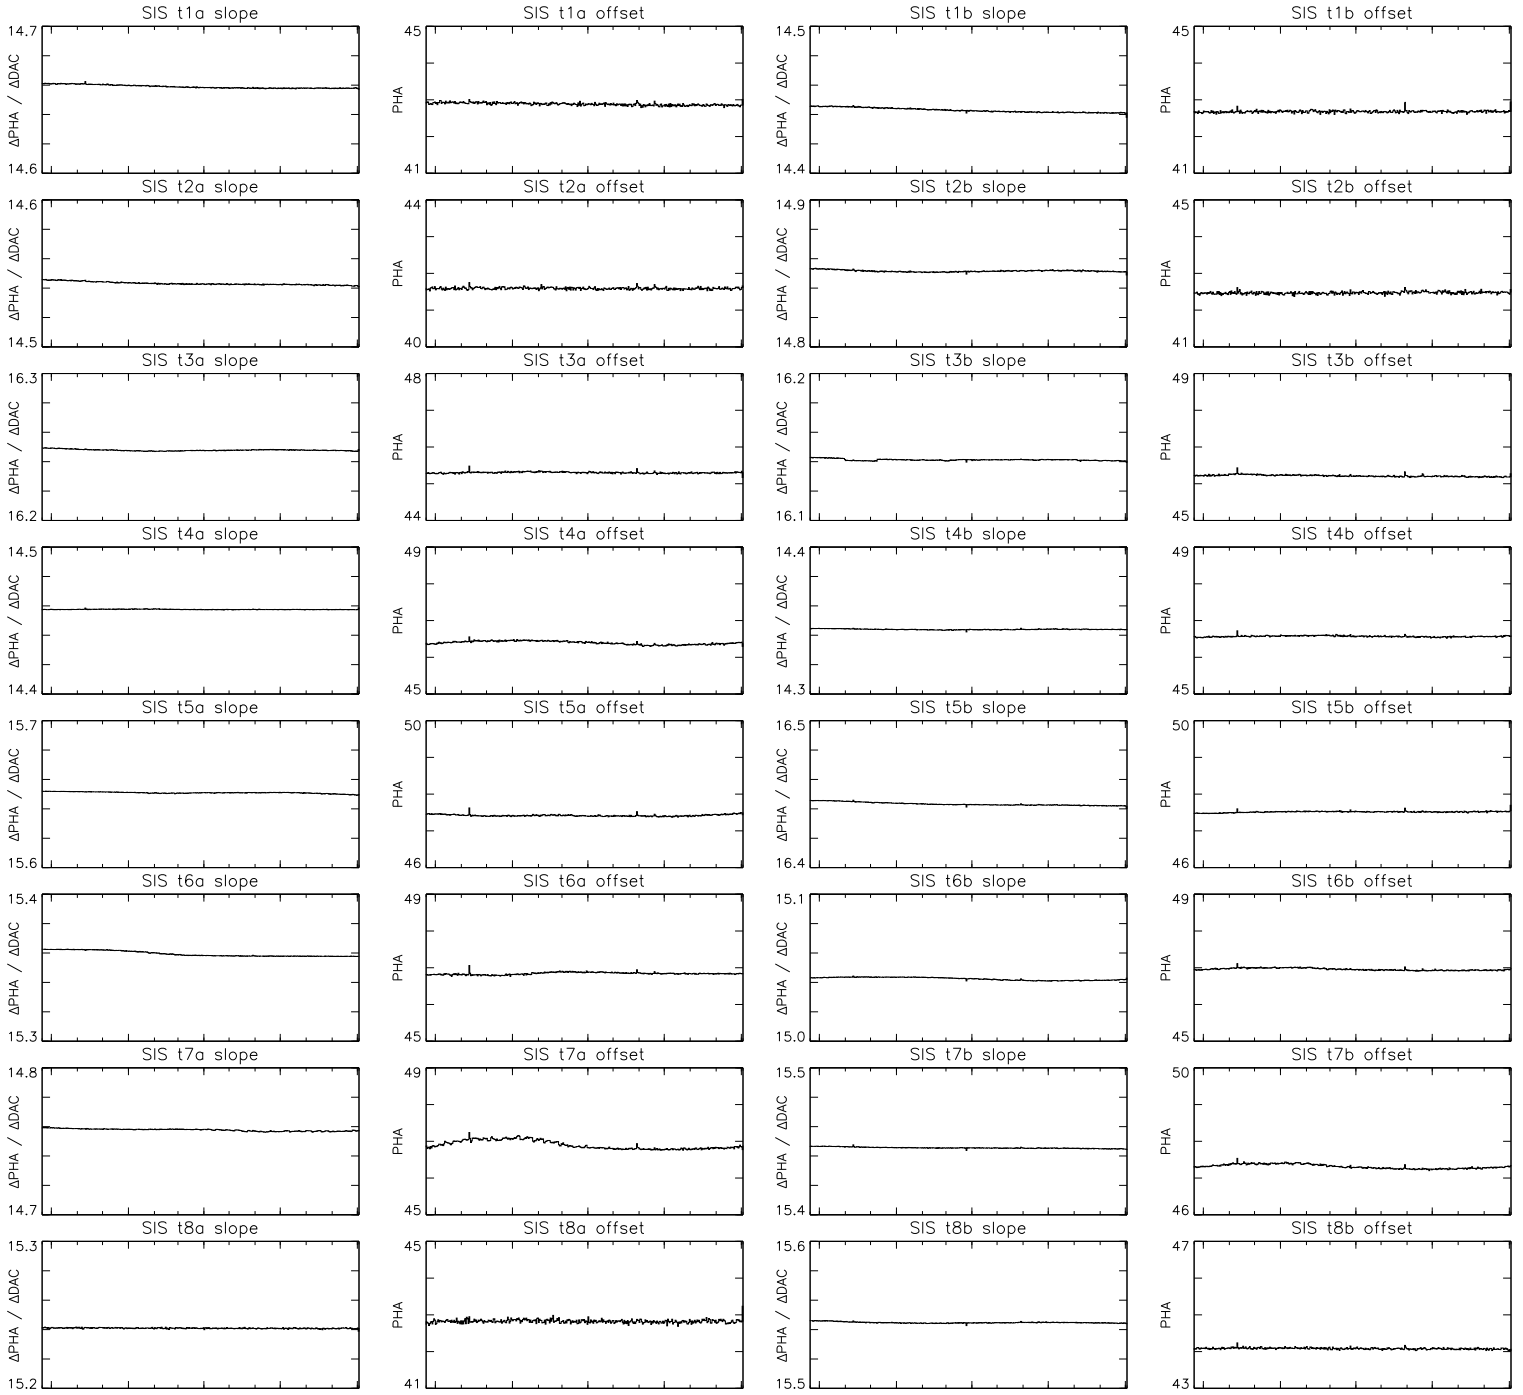 SIS t1a slope SIS t1a offset SIS t1b slope SIS t1b offset
14.7 45 14.5 45
ΔPHA / ΔDAC PHA ΔPHA / ΔDAC PHA
14.6 41 14.4 41
SIS t2a slope SIS t2a offset SIS t2b slope SIS t2b offset
14.6 44 14.9 45
ΔPHA / ΔDAC PHA ΔPHA / ΔDAC PHA
14.5 40 14.8 41
SIS t3a slope SIS t3a offset SIS t3b slope SIS t3b offset
16.3 48 16.2 49
ΔPHA / ΔDAC PHA ΔPHA / ΔDAC PHA
16.2 44 16.1 45
SIS t4a slope SIS t4a offset SIS t4b slope SIS t4b offset
14.5 49 14.4 49
ΔPHA / ΔDAC PHA ΔPHA / ΔDAC PHA
14.4 45 14.3 45
SIS t5a slope SIS t5a offset SIS t5b slope SIS t5b offset
15.7 50 16.5 50
ΔPHA / ΔDAC PHA ΔPHA / ΔDAC PHA
15.6 46 16.4 46
SIS t6a slope SIS t6a offset SIS t6b slope SIS t6b offset
15.4 49 15.1 49
ΔPHA / ΔDAC PHA ΔPHA / ΔDAC PHA
15.3 45 15.0 45
SIS t7a slope SIS t7a offset SIS t7b slope SIS t7b offset
14.8 49 15.5 50
ΔPHA / ΔDAC PHA ΔPHA / ΔDAC PHA
14.7 45 15.4 46
SIS t8a slope SIS t8a offset SIS t8b slope SIS t8b offset
15.3 45 15.6 47
ΔPHA / ΔDAC PHA ΔPHA / ΔDAC PHA
15.2 41 15.5 43